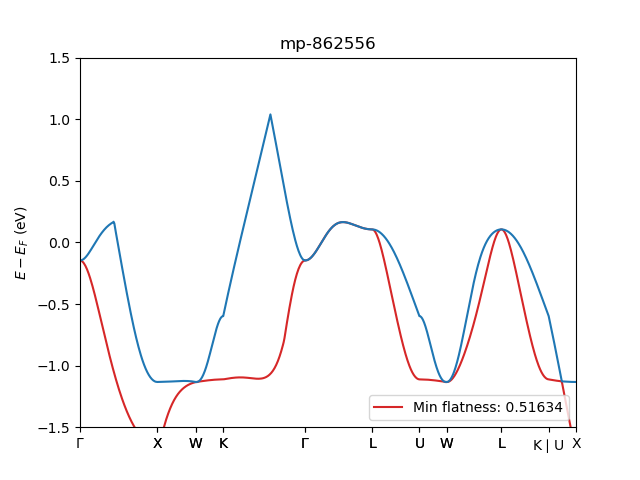 mp-862556
E − E_F (eV)
1.5
1.0
0.5
0.0
−0.5
−1.0
−1.5
Min flatness: 0.51634
Γ X W K Γ L U W L K | U X